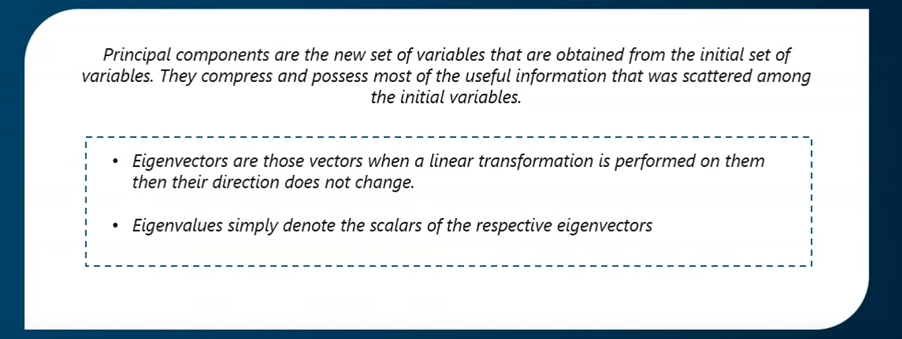 Principal components are the new set of variables that are obtained from the initial set of
variables. They compress and possess most of the useful information that was scattered among
the initial variables.
• Eigenvectors are those vectors when a linear transformation is performed on them
then their direction does not change.
• Eigenvalues simply denote the scalars of the respective eigenvectors